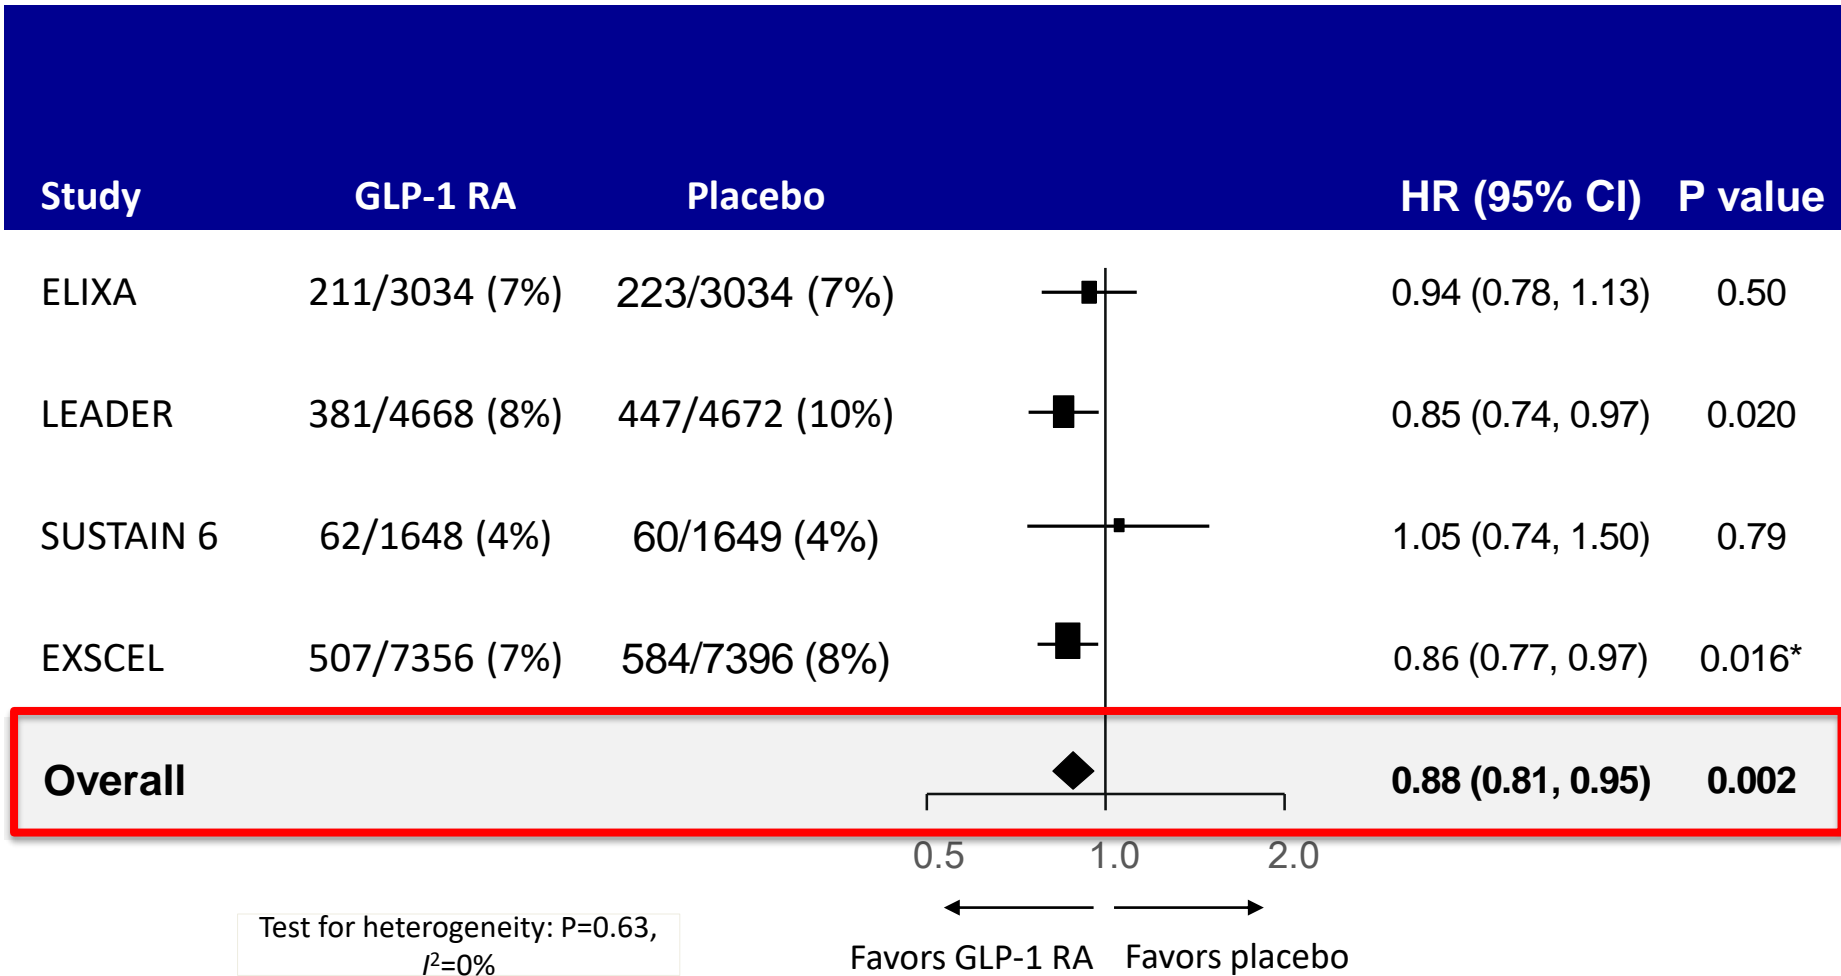 Study GLP-1 RA Placebo HR (95% CI) P value
ELIXA 211/3034 (7%) 223/3034 (7%) 0.94 (0.78, 1.13) 0.50
LEADER 381/4668 (8%) 447/4672 (10%) 0.85 (0.74, 0.97) 0.020
SUSTAIN 6 62/1648 (4%) 60/1649 (4%) 1.05 (0.74, 1.50) 0.79
EXSCEL 507/7356 (7%) 584/7396 (8%) 0.86 (0.77, 0.97) 0.016*
Overall 0.88 (0.81, 0.95) 0.002
0.5 1.0 2.0
Test for heterogeneity: P=0.63,
I²=0%
Favors GLP-1 RA Favors placebo